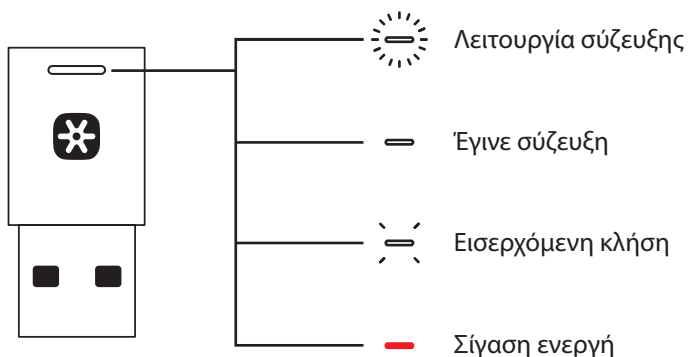 Λειτουργία σύζευξης
Έγινε σύζευξη
Εισερχόμενη κλήση
Σίγαση ενεργή